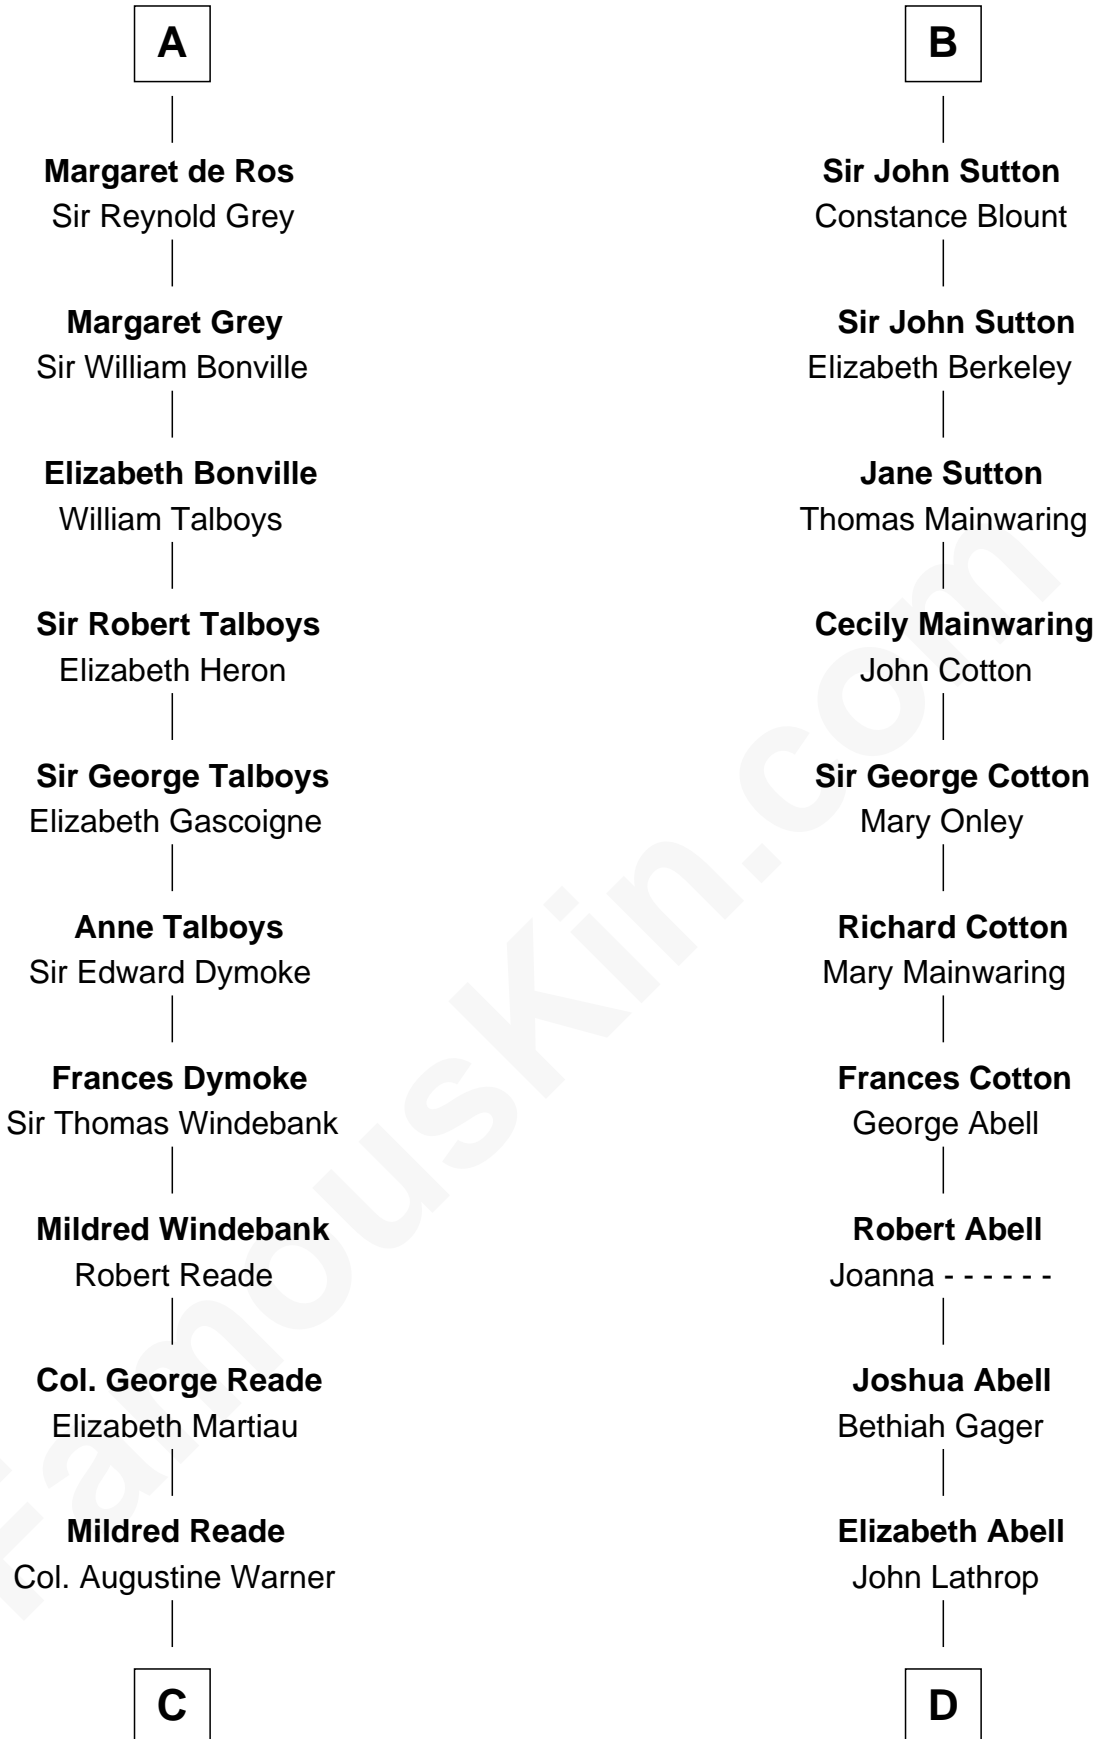 A
Margaret de Ros
Sir Reynold Grey
Margaret Grey
Sir William Bonville
Elizabeth Bonville
William Talboys
Sir Robert Talboys
Elizabeth Heron
Sir George Talboys
Elizabeth Gascoigne
Anne Talboys
Sir Edward Dymoke
Frances Dymoke
Sir Thomas Windebank
Mildred Windebank
Robert Reade
Col. George Reade
Elizabeth Martiau
Mildred Reade
Col. Augustine Warner
C
B
Sir John Sutton
Constance Blount
Sir John Sutton
Elizabeth Berkeley
Jane Sutton
Thomas Mainwaring
Cecily Mainwaring
John Cotton
Sir George Cotton
Mary Onley
Richard Cotton
Mary Mainwaring
Frances Cotton
George Abell
Robert Abell
Joanna - - - - - -
Joshua Abell
Bethiah Gager
Elizabeth Abell
John Lathrop
D
FamousKin.com